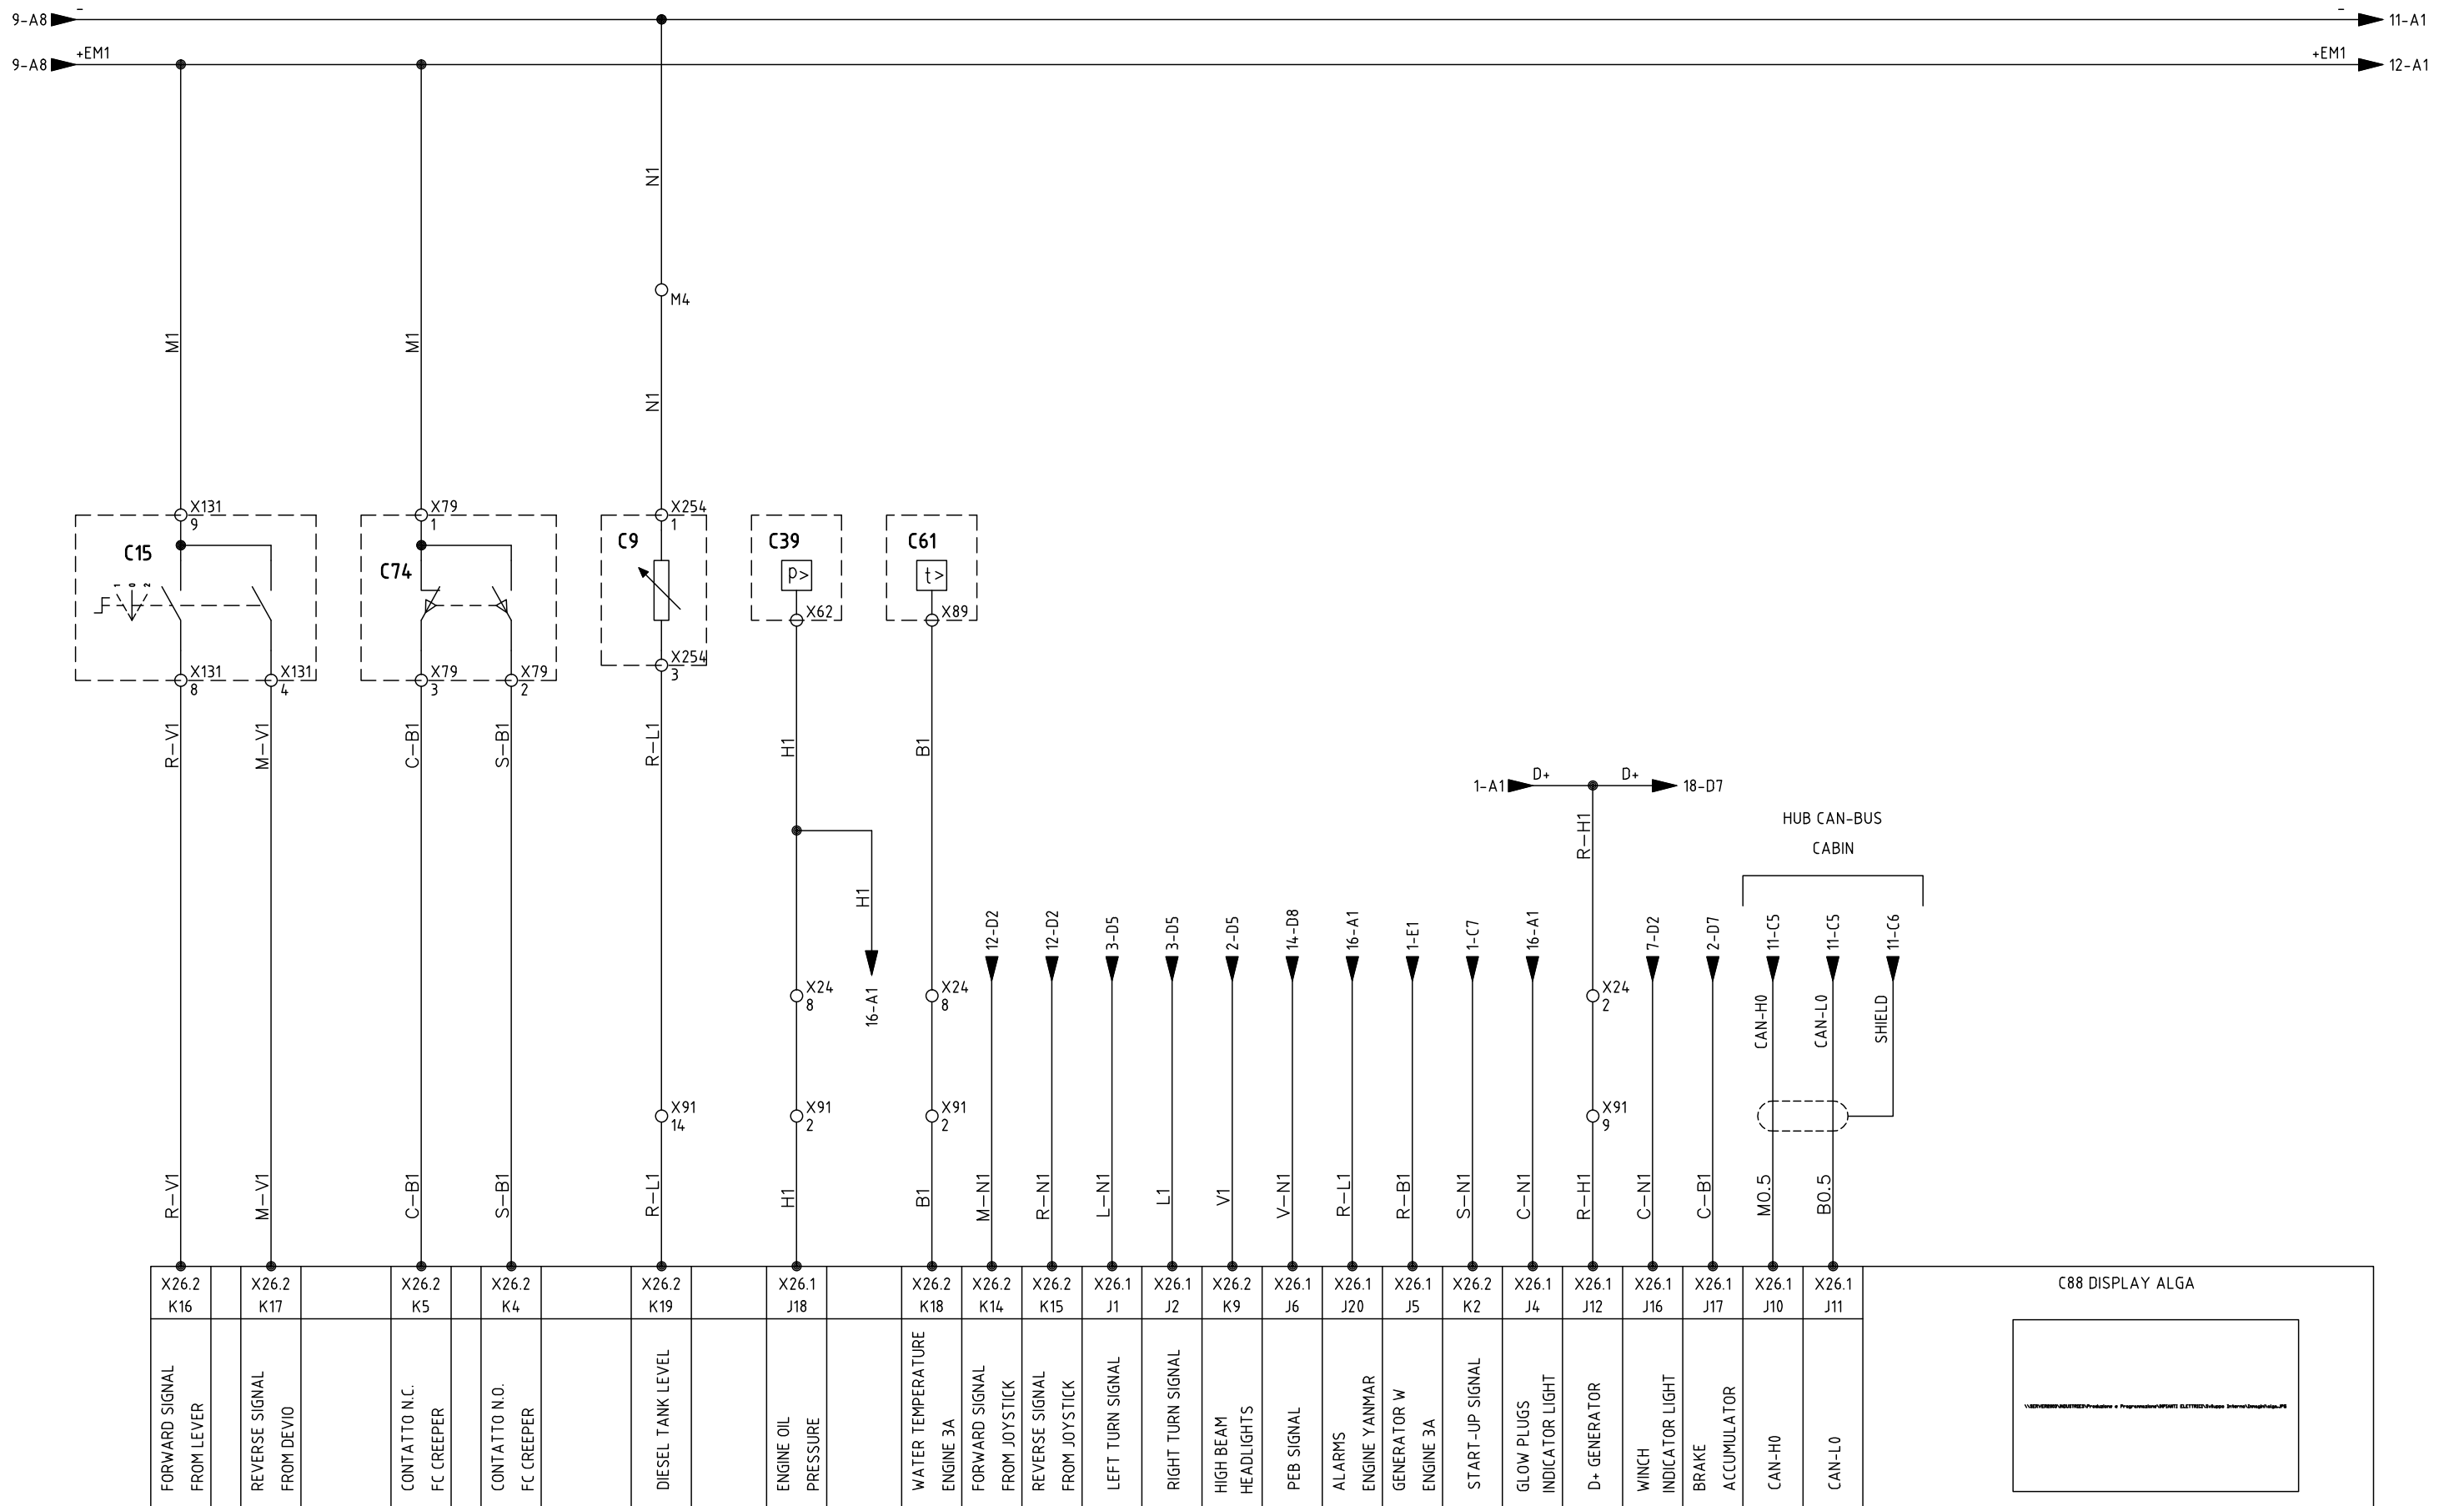 9-A8
-
-
11-A1
9-A8
+EM1
+EM1
12-A1
N1
M4
M1
M1
N1
X131
9
X79
1
X254
1
C15
1
0
2
C74
C9
C39
p>
X62
C61
t>
X89
X254
3
X131
8
X131
4
X79
3
X79
2
R-V1
M-V1
C-B1
S-B1
R-L1
H1
B1
1-A1
D+
D+
18-D7
R-H1
HUB CAN-BUS
CABIN
H1
16-A1
12-D2
12-D2
3-D5
3-D5
2-D5
14-D8
16-A1
1-E1
1-C7
16-A1
7-D2
2-D7
11-C5
11-C5
11-C6
X24
8
X24
8
X24
2
CAN-H0
CAN-L0
SHIELD
X91
14
X91
2
X91
2
X91
9
R-V1
M-V1
C-B1
S-B1
R-L1
H1
B1
M-N1
R-N1
L-N1
L1
V1
V-N1
R-L1
R-B1
S-N1
C-N1
R-H1
C-N1
C-B1
M0.5
B0.5
X26.2
K16
X26.2
K17
X26.2
K5
X26.2
K4
X26.2
K19
X26.1
J18
X26.2
K18
X26.2
K14
X26.2
K15
X26.1
J1
X26.1
J2
X26.2
K9
X26.1
J6
X26.1
J20
X26.1
J5
X26.2
K2
X26.1
J4
X26.1
J12
X26.1
J16
X26.1
J17
X26.1
J10
X26.1
J11
C88 DISPLAY ALGA
FORWARD SIGNAL
FROM LEVER
REVERSE SIGNAL
FROM DEVIO
CONTATTO N.C.
FC CREEPER
CONTATTO N.O.
FC CREEPER
DIESEL TANK LEVEL
ENGINE OIL
PRESSURE
WATER TEMPERATURE
ENGINE 3A
FORWARD SIGNAL
FROM JOYSTICK
REVERSE SIGNAL
FROM JOYSTICK
LEFT TURN SIGNAL
RIGHT TURN SIGNAL
HIGH BEAM
HEADLIGHTS
PEB SIGNAL
ALARMS
ENGINE YANMAR
GENERATOR W
ENGINE 3A
START-UP SIGNAL
GLOW PLUGS
INDICATOR LIGHT
D+ GENERATOR
WINCH
INDICATOR LIGHT
BRAKE
ACCUMULATOR
CAN-H0
CAN-L0